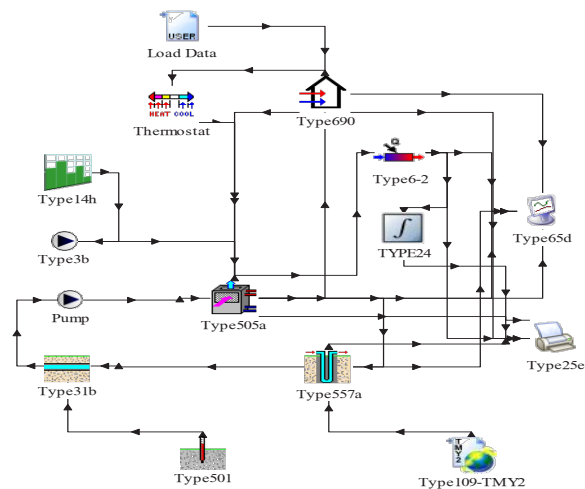 USER
Load Data
HEAT COOL
Thermostat
Type690
Q
Type6-2
Type14h
Type3b
TYPE24
Type65d
Pump
Type505a
Type25e
Type31b
Type557a
Type501
TMY2
Type109-TMY2